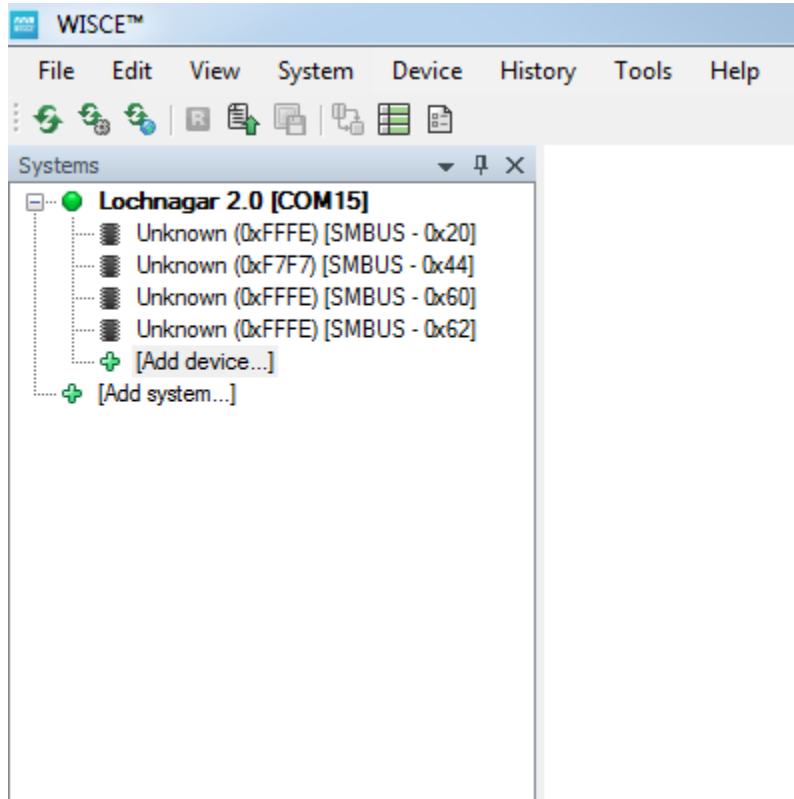 WISCE™
File Edit View System Device History Tools Help
R
Systems
Lochnagar 2.0 [COM15]
Unknown (0xFFFE) [SMBUS - 0x20]
Unknown (0xF7F7) [SMBUS - 0x44]
Unknown (0xFFFE) [SMBUS - 0x60]
Unknown (0xFFFE) [SMBUS - 0x62]
[Add device...]
[Add system...]